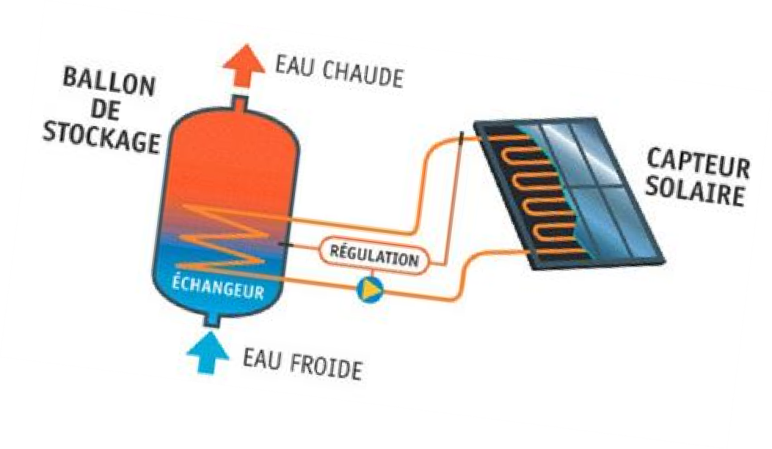 EAU CHAUDE
BALLON
DE
STOCKAGE
CAPTEUR
SOLAIRE
RÉGULATION
ÉCHANGEUR
EAU FROIDE